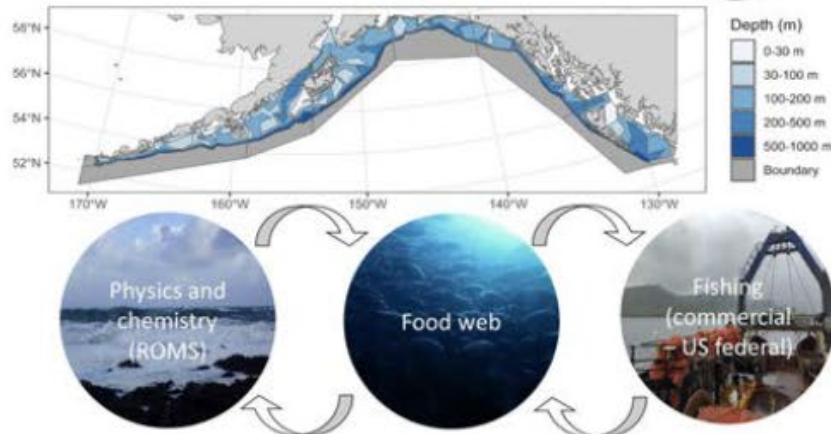 58°N
56°N
54°N
52°N
170°W
160°W
150°W
140°W
130°W
Depth (m)
0-30 m
30-100 m
100-200 m
200-500 m
500-1000 m
Boundary
Physics and
chemistry
(ROMS)
Food web
Fishing
(commercial
- US federal)